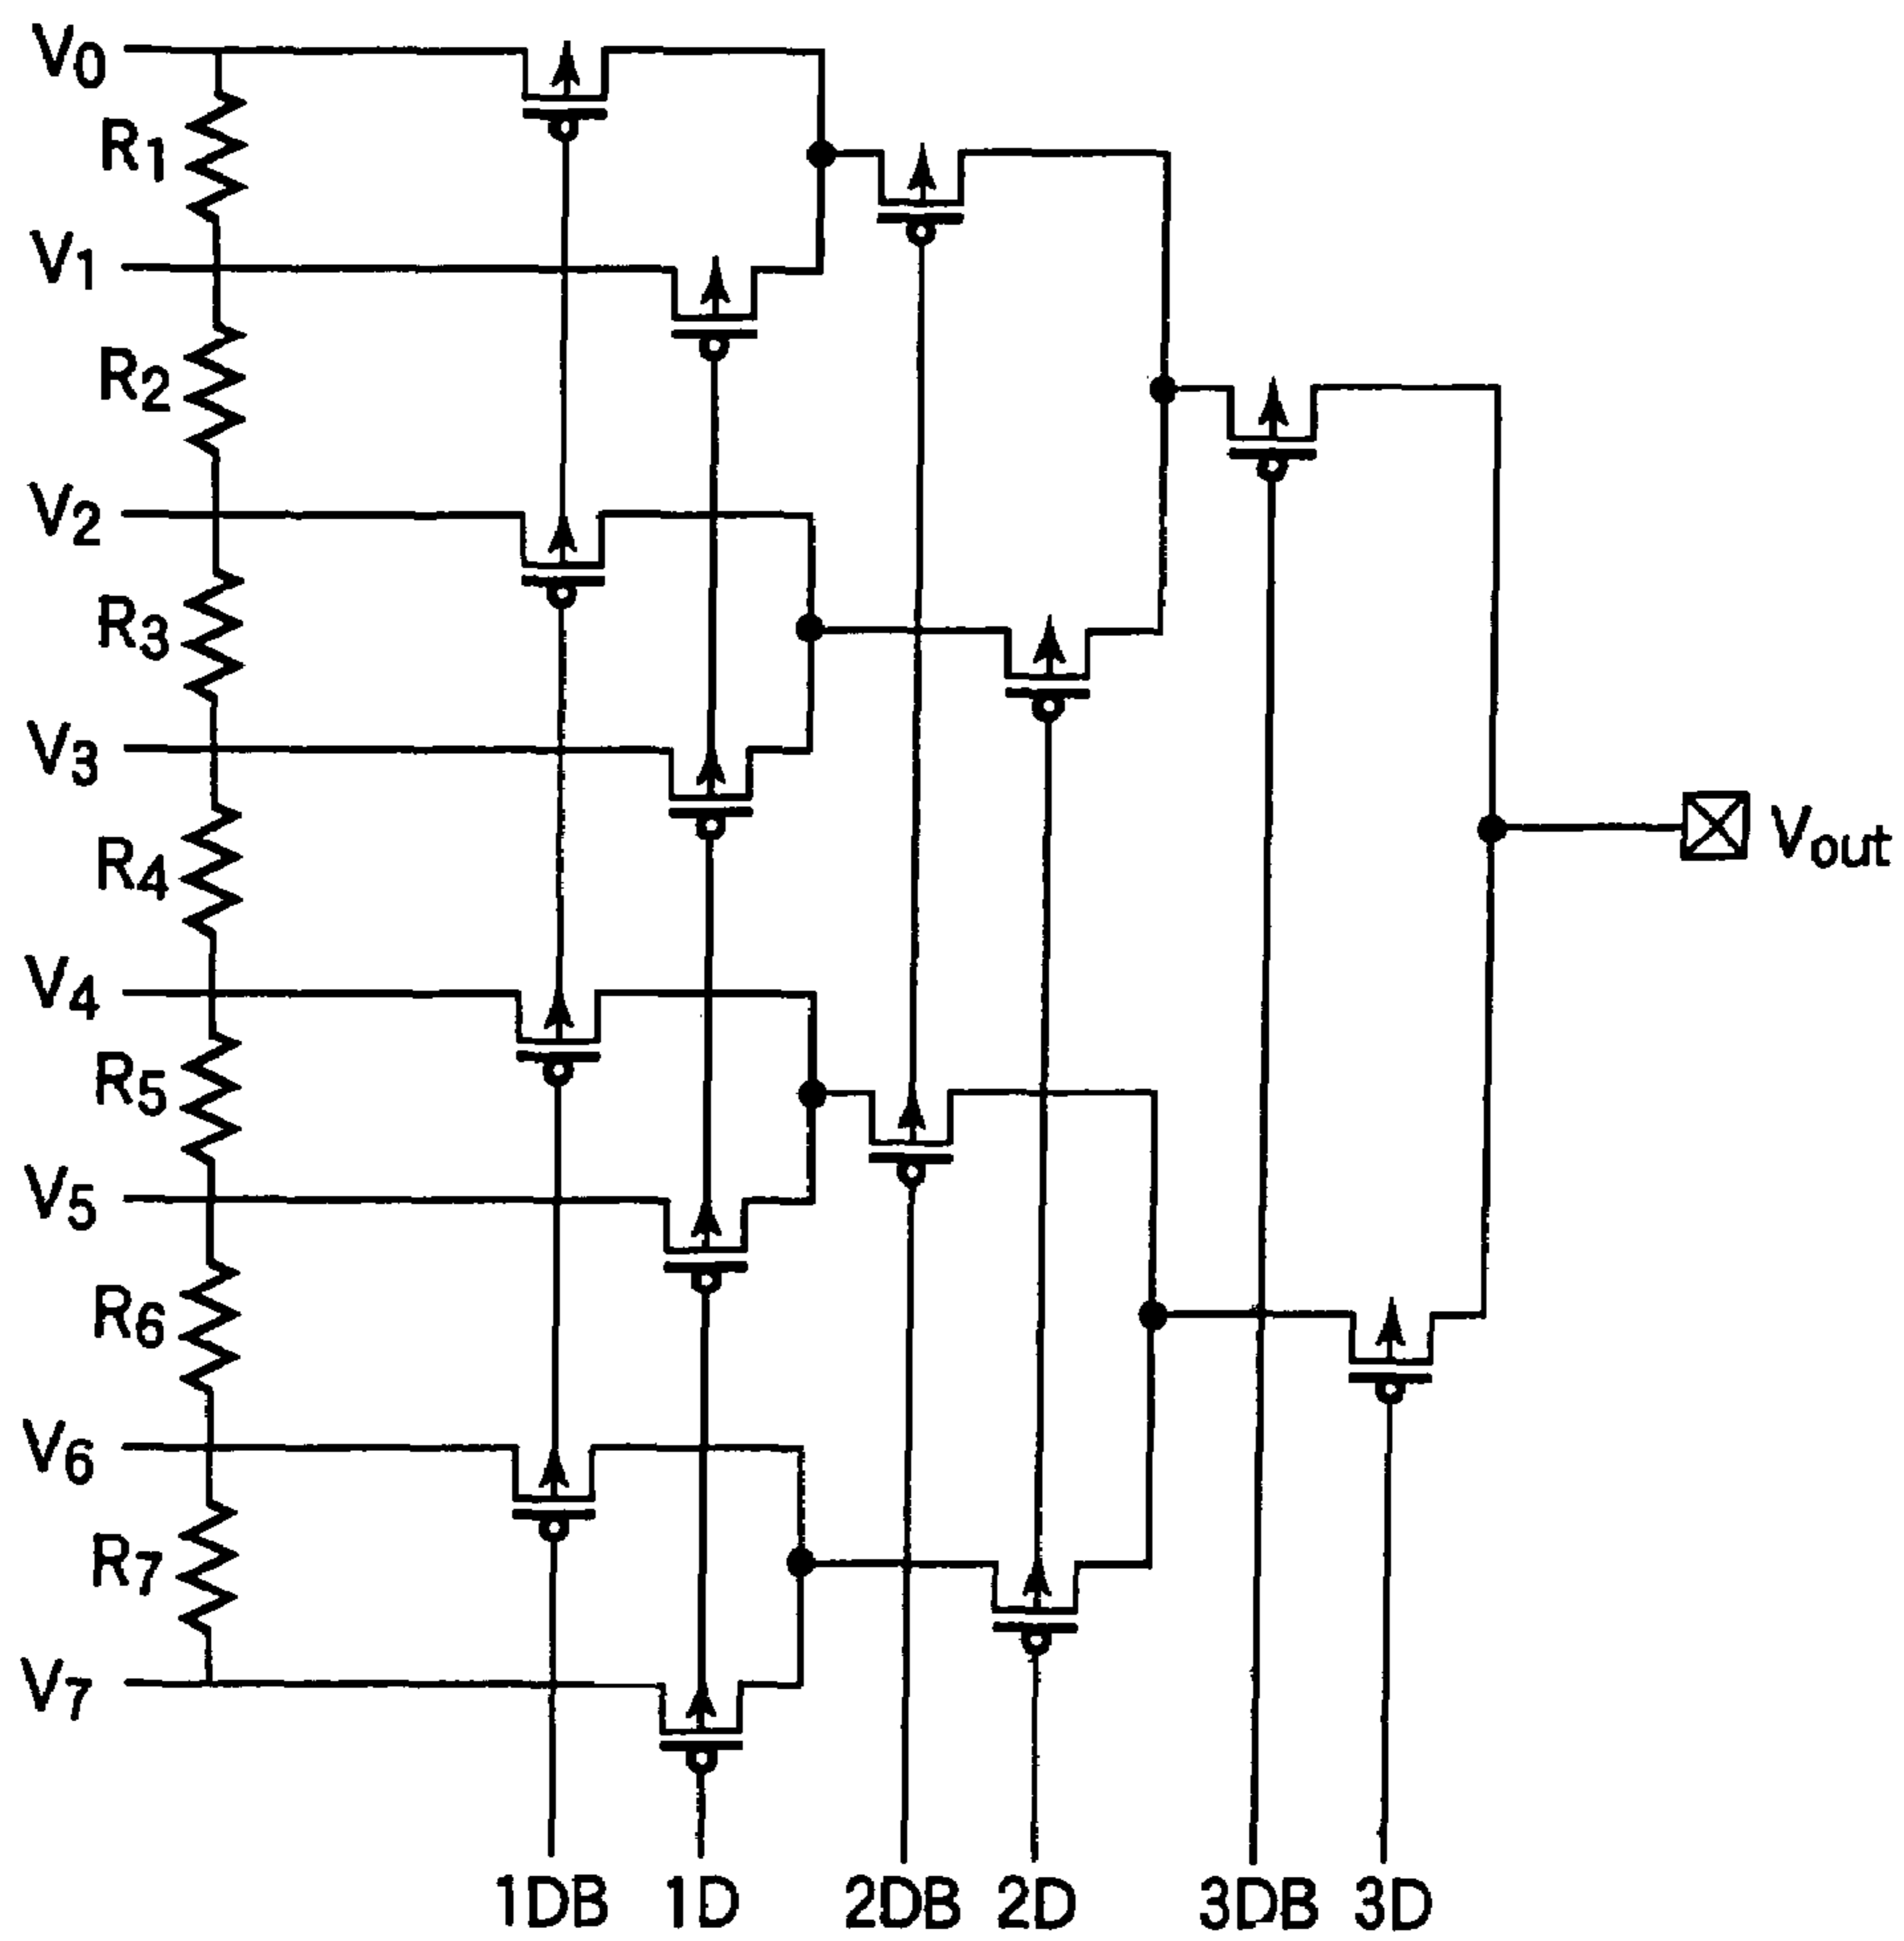 V0
R1
V1
R2
V2
R3
V3
R4
Vout
V4
R5
V5
R6
V6
R7
V7
1DB 1D 2DB 2D 3DB 3D